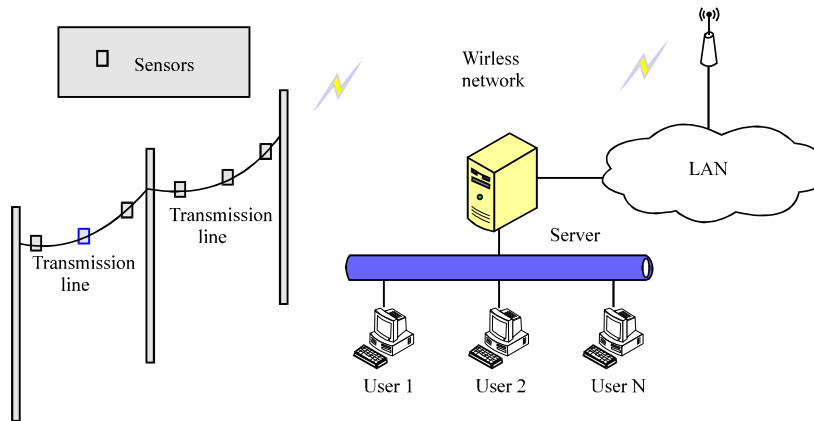 Sensors
Wirless
network
LAN
Transmission
line
Transmission
line
Server
User 1
User 2
User N